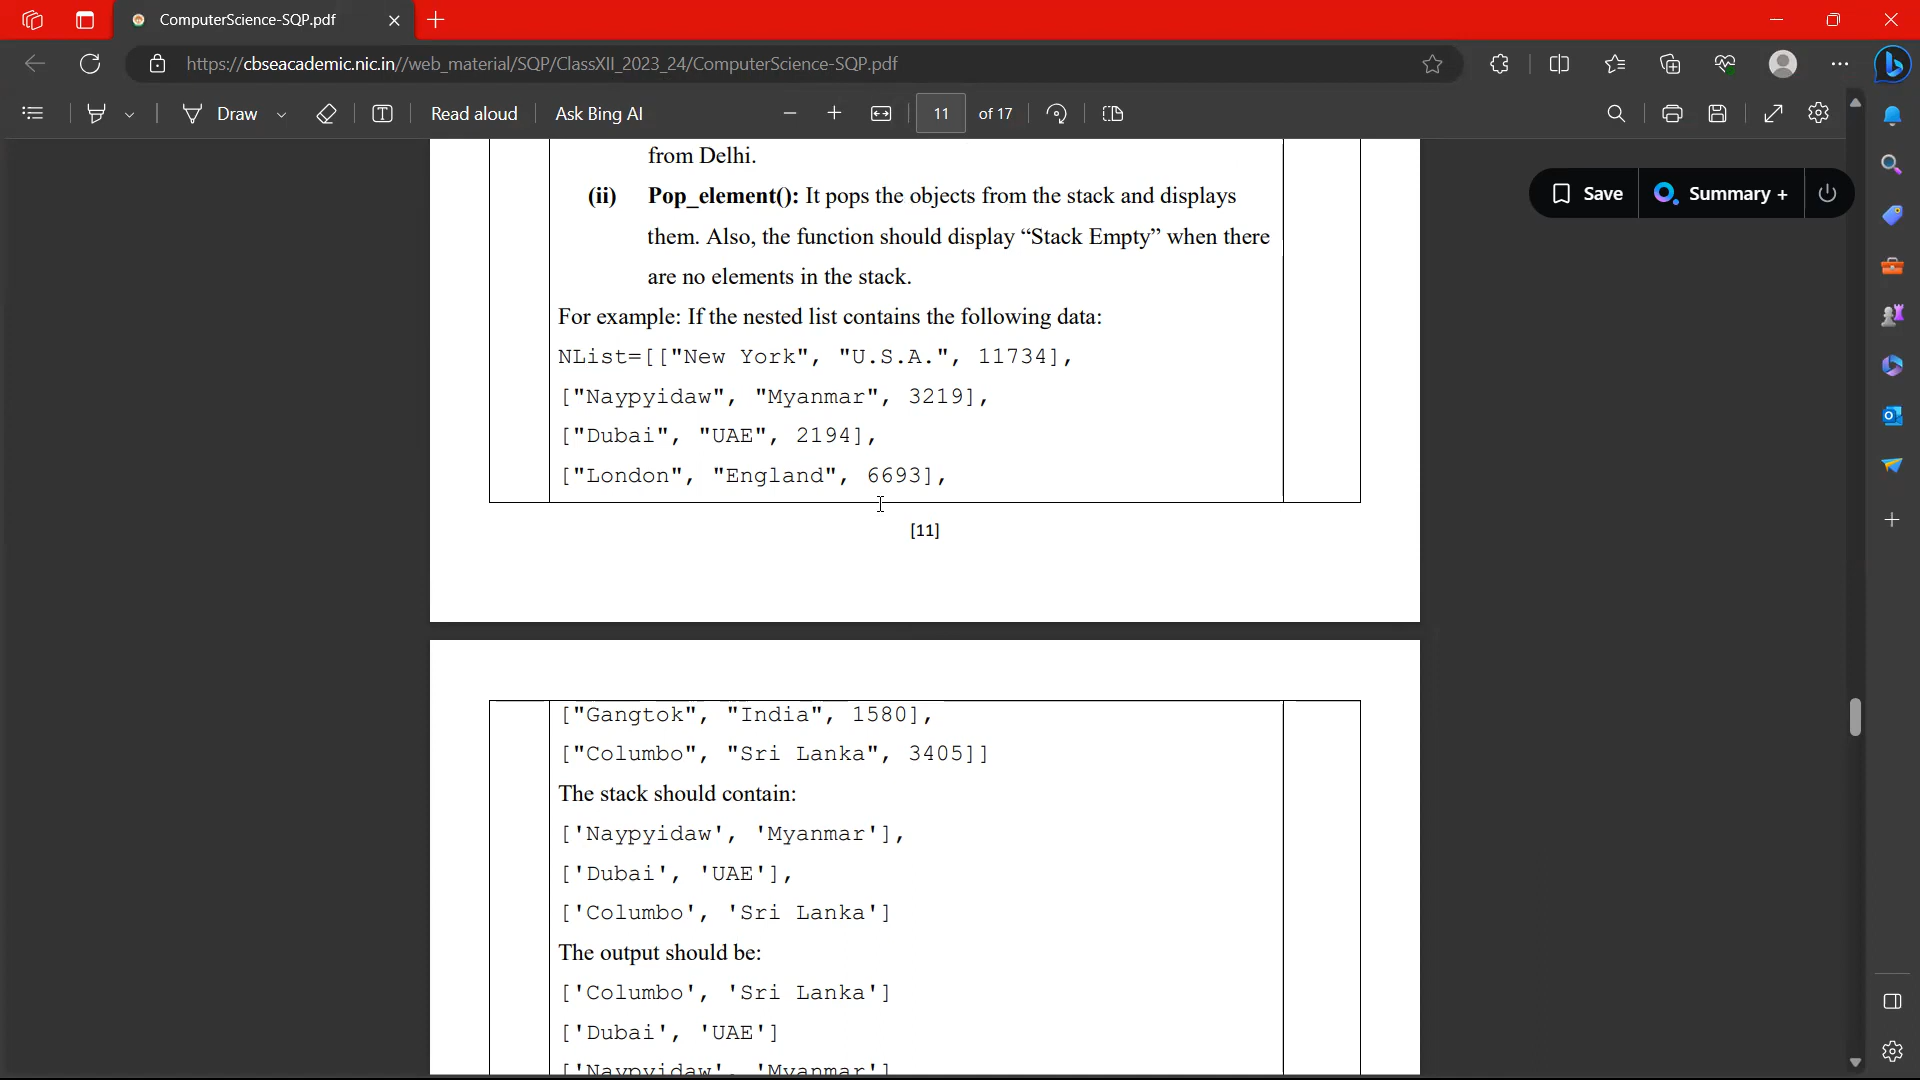 ComputerScience-SQP.pdf
https://cbseacademic.nic.in//web_material/SQP/ClassXII_2023_24/ComputerScience-SQP.pdf
Draw
Read aloud
Ask Bing AI
11 of 17
Save
Summary +
from Delhi.
(ii) Pop_element(): It pops the objects from the stack and displays
them. Also, the function should display “Stack Empty” when there
are no elements in the stack.
For example: If the nested list contains the following data:
NList=[["New York", "U.S.A.", 11734],
["Naypyidaw", "Myanmar", 3219],
["Dubai", "UAE", 2194],
["London", "England", 6693],
[11]
["Gangtok", "India", 1580],
["Columbo", "Sri Lanka", 3405]]
The stack should contain:
['Naypyidaw', 'Myanmar'],
['Dubai', 'UAE'],
['Columbo', 'Sri Lanka']
The output should be:
['Columbo', 'Sri Lanka']
['Dubai', 'UAE']
['Naypyidaw', 'Myanmar']